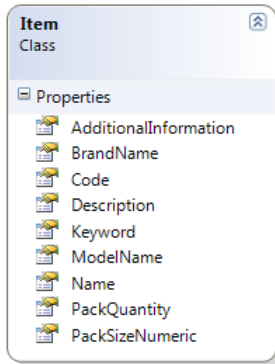 Item
Class
Properties
AdditionalInformation
BrandName
Code
Description
Keyword
ModelName
Name
PackQuantity
PackSizeNumeric